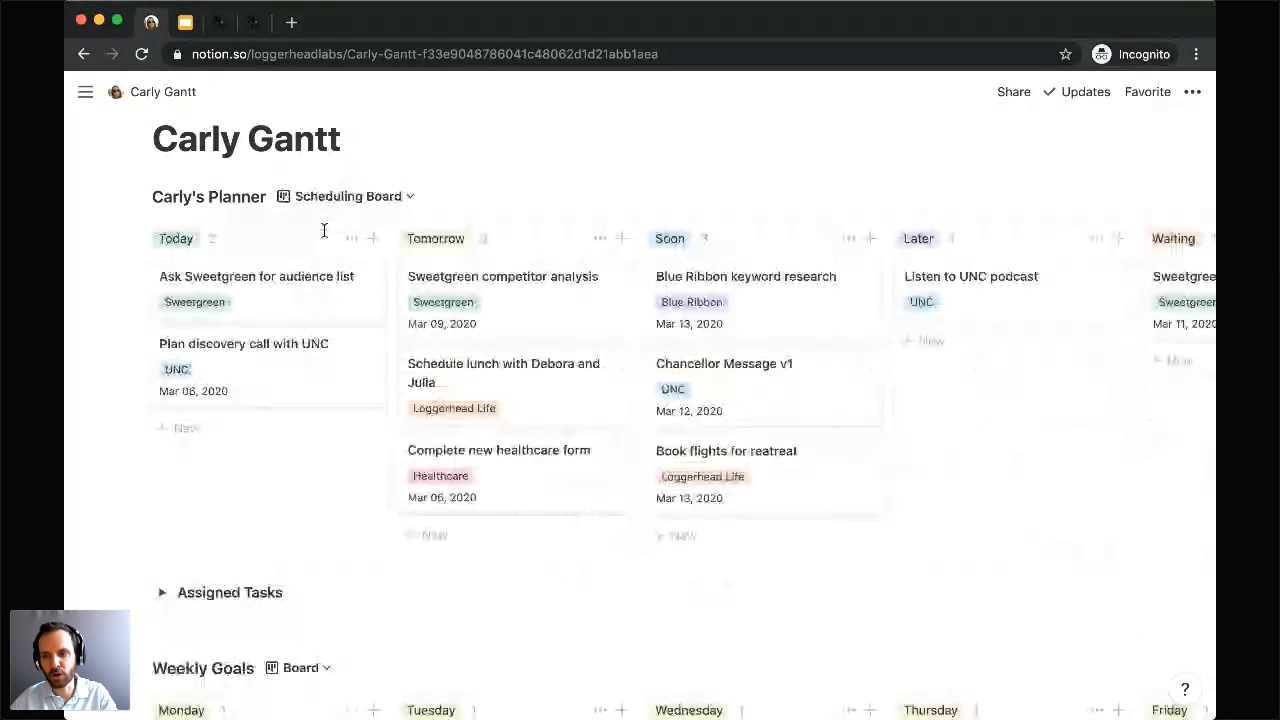 notion.so/loggerheadlabs/Carly-Gantt-f33e9048786041c48062d1d21abb1aea
Incognito
Carly Gantt
Share
Updates
Favorite
Carly Gantt
Carly's Planner
Scheduling Board
Today
Ask Sweetgreen for audience list
Sweetgreen
Plan discovery call with UNC
UNC
Mar 06, 2020
+ New
Tomorrow
Sweetgreen competitor analysis
Sweetgreen
Mar 09, 2020
Schedule lunch with Debora and
Julia
Loggerhead Life
Complete new healthcare form
Healthcare
Mar 06, 2020
+ New
Soon
Blue Ribbon keyword research
Blue Ribbon
Mar 13, 2020
Chancellor Message v1
UNC
Mar 12, 2020
Book flights for reatreat
Loggerhead Life
Mar 13, 2020
+ New
Later
Listen to UNC podcast
UNC
+ New
Waiting
Sweetgree
Sweetgreen
Mar 11, 2020
Assigned Tasks
Weekly Goals
Board
Monday
Tuesday
Wednesday
Thursday
Friday
?